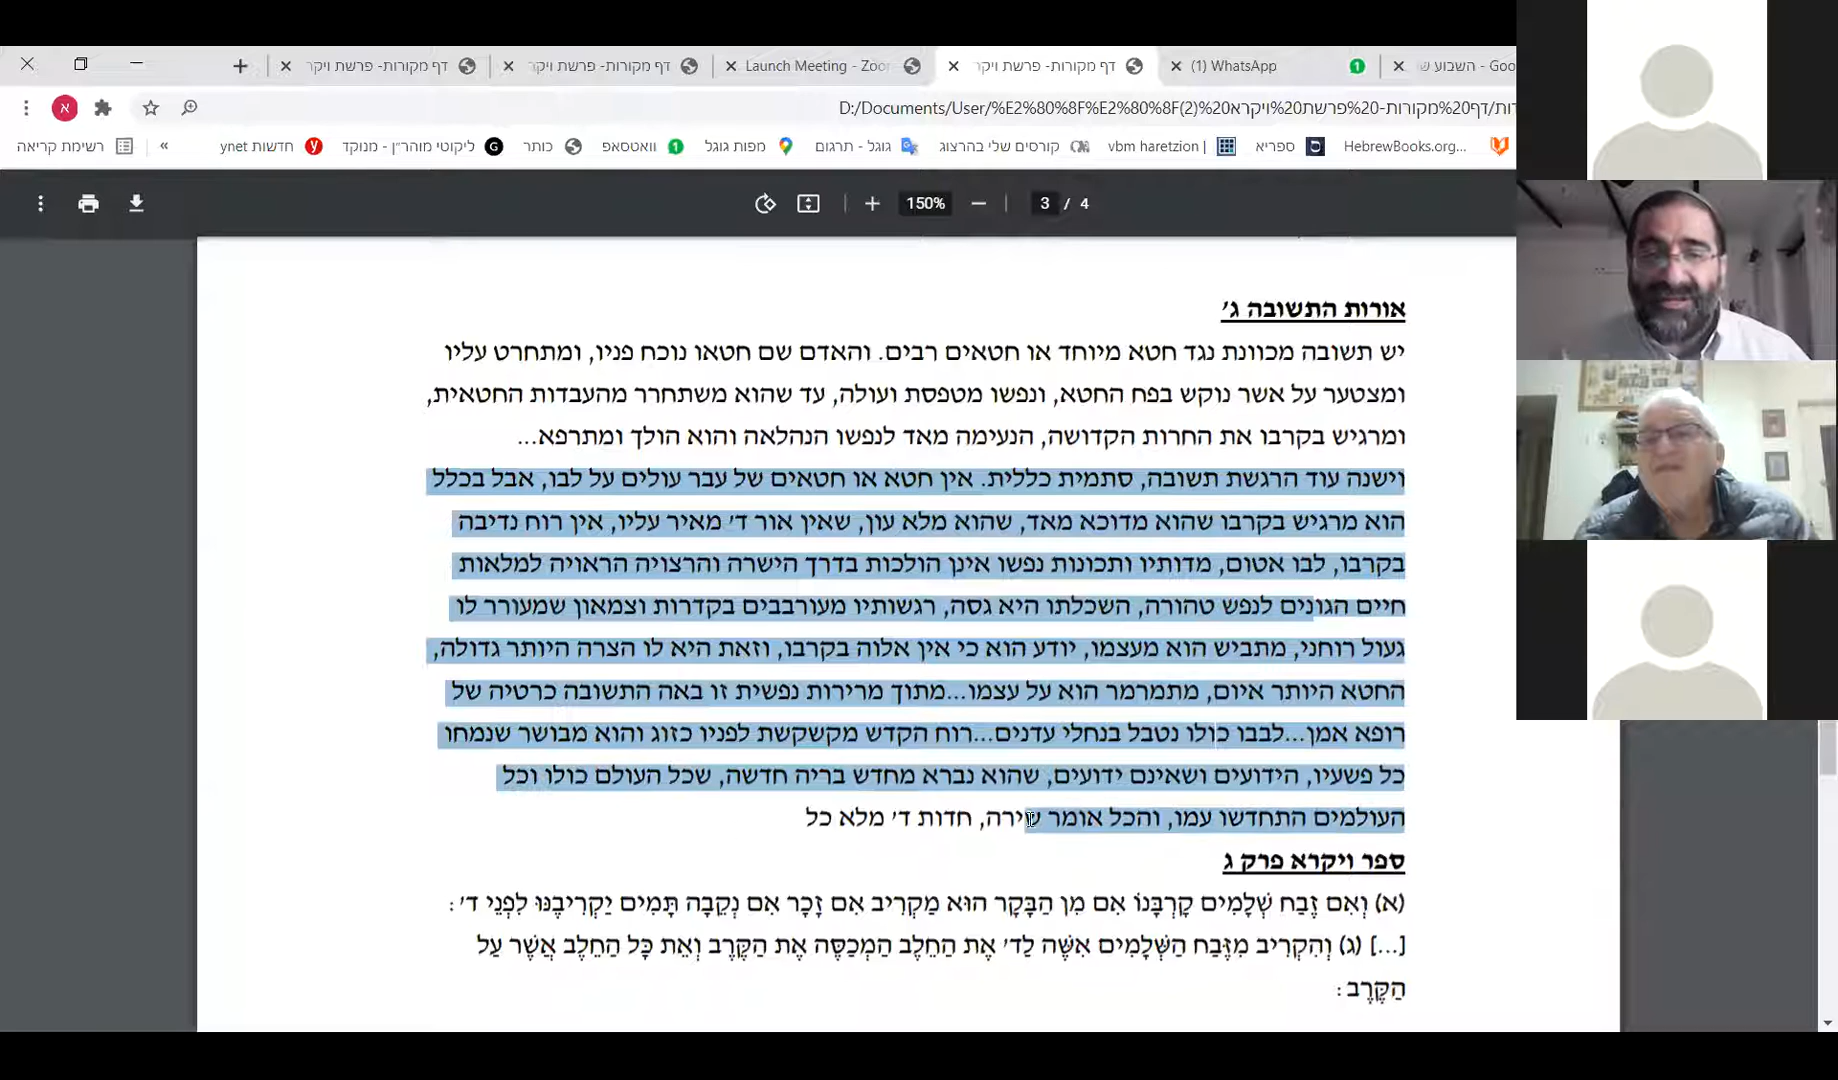 דף מקורות- פרשת ויקר
דף מקורות- פרשת ויקר
Launch Meeting - Zoo
דף מקורות- פרשת ויקר
(1) WhatsApp
1
השבוע ש - Goo
א
D:/Documents/User/%E2%80%8F%E2%80%8F(2)%20דף%20מקורות-%20פרשת%20ויקרא/דות
רשימת קריאה
»
חדשות ynet
ליקוטי מוהר״ן - מנוקד
כותר
וואטסאפ
מפות גוגל
גוגל - תרגום
קורסים שלי בהרצוג
vbm haretzion |
ספריא
HebrewBooks.org...
150%
3 / 4
אורות התשובה ג'
יש תשובה מכוונת נגד חטא מיוחד או חטאים רבים. והאדם שם חטאו נוכח פניו, ומתחרט עליו
ומצטער על אשר נוקש בפח החטא, ונפשו מטפסת ועולה, עד שהוא משתחרר מהעבדות החטאית,
ומרגיש בקרבו את החרות הקדושה, הנעימה מאד לנפשו הנהלאה והוא הולך ומתרפא...
וישנה עוד הרגשת תשובה, סתמית כללית. אין חטא או חטאים של עבר עולים על לבו, אבל בכלל
הוא מרגיש בקרבו שהוא מדוכא מאד, שהוא מלא עון, שאין אור ד' מאיר עליו, אין רוח נדיבה
בקרבו, לבו אטום, מדותיו ותכונות נפשו אינן הולכות בדרך הישרה והרצויה הראויה למלאות
חיים הגונים לנפש טהורה, השכלתו היא גסה, רגשותיו מעורבבים בקדרות וצמאון שמעורר לו
געול רוחני, מתביש הוא מעצמו, יודע הוא כי אין אלוה בקרבו, וזאת היא לו הצרה היותר גדולה,
החטא היותר איום, מתמרמר הוא על עצמו...מתוך מרירות נפשית זו באה התשובה כרטיה של
רופא אמן...לבבו כולו נטבל בנחלי עדנים...רוח הקדש מקשקשת לפניו כזוג והוא מבושר שנמחו
כל פשעיו, הידועים ושאינם ידועים, שהוא נברא מחדש בריה חדשה, שכל העולם כולו וכל
העולמים התחדשו עמו, והכל אומר שירה, חדות ד' מלא כל
ספר ויקרא פרק ג
(א) וְאִם זֶבַח שְׁלָמִים קָרְבָּנוֹ אִם מִן הַבָּקָר הוּא מַקְרִיב אִם זָכָר אִם נְקֵבָה תָּמִים יַקְרִיבֶנּוּ לִפְנֵי ד':
[...] (ג) וְהִקְרִיב מִזֶּבַח הַשְּׁלָמִים אִשֶּׁה לַד' אֶת הַחֵלֶב הַמְכַסֶּה אֶת הַקֶּרֶב וְאֵת כָּל הַחֵלֶב אֲשֶׁר עַל
הַקֶּרֶב: